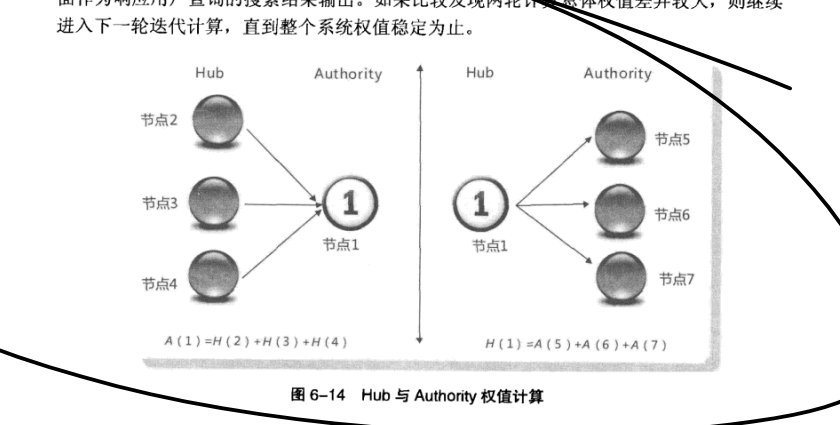 面作为响应用户查询的搜索结果输出。如果比较发现两轮计算总体权值差异较大，则继续
进入下一轮迭代计算，直到整个系统权值稳定为止。
Hub Authority Hub Authority
节点2
节点5
节点3 1 1
节点6
节点1 节点1
节点4
节点7
A(1)=H(2)+H(3)+H(4) H(1)=A(5)+A(6)+A(7)
图 6-14 Hub 与 Authority 权值计算